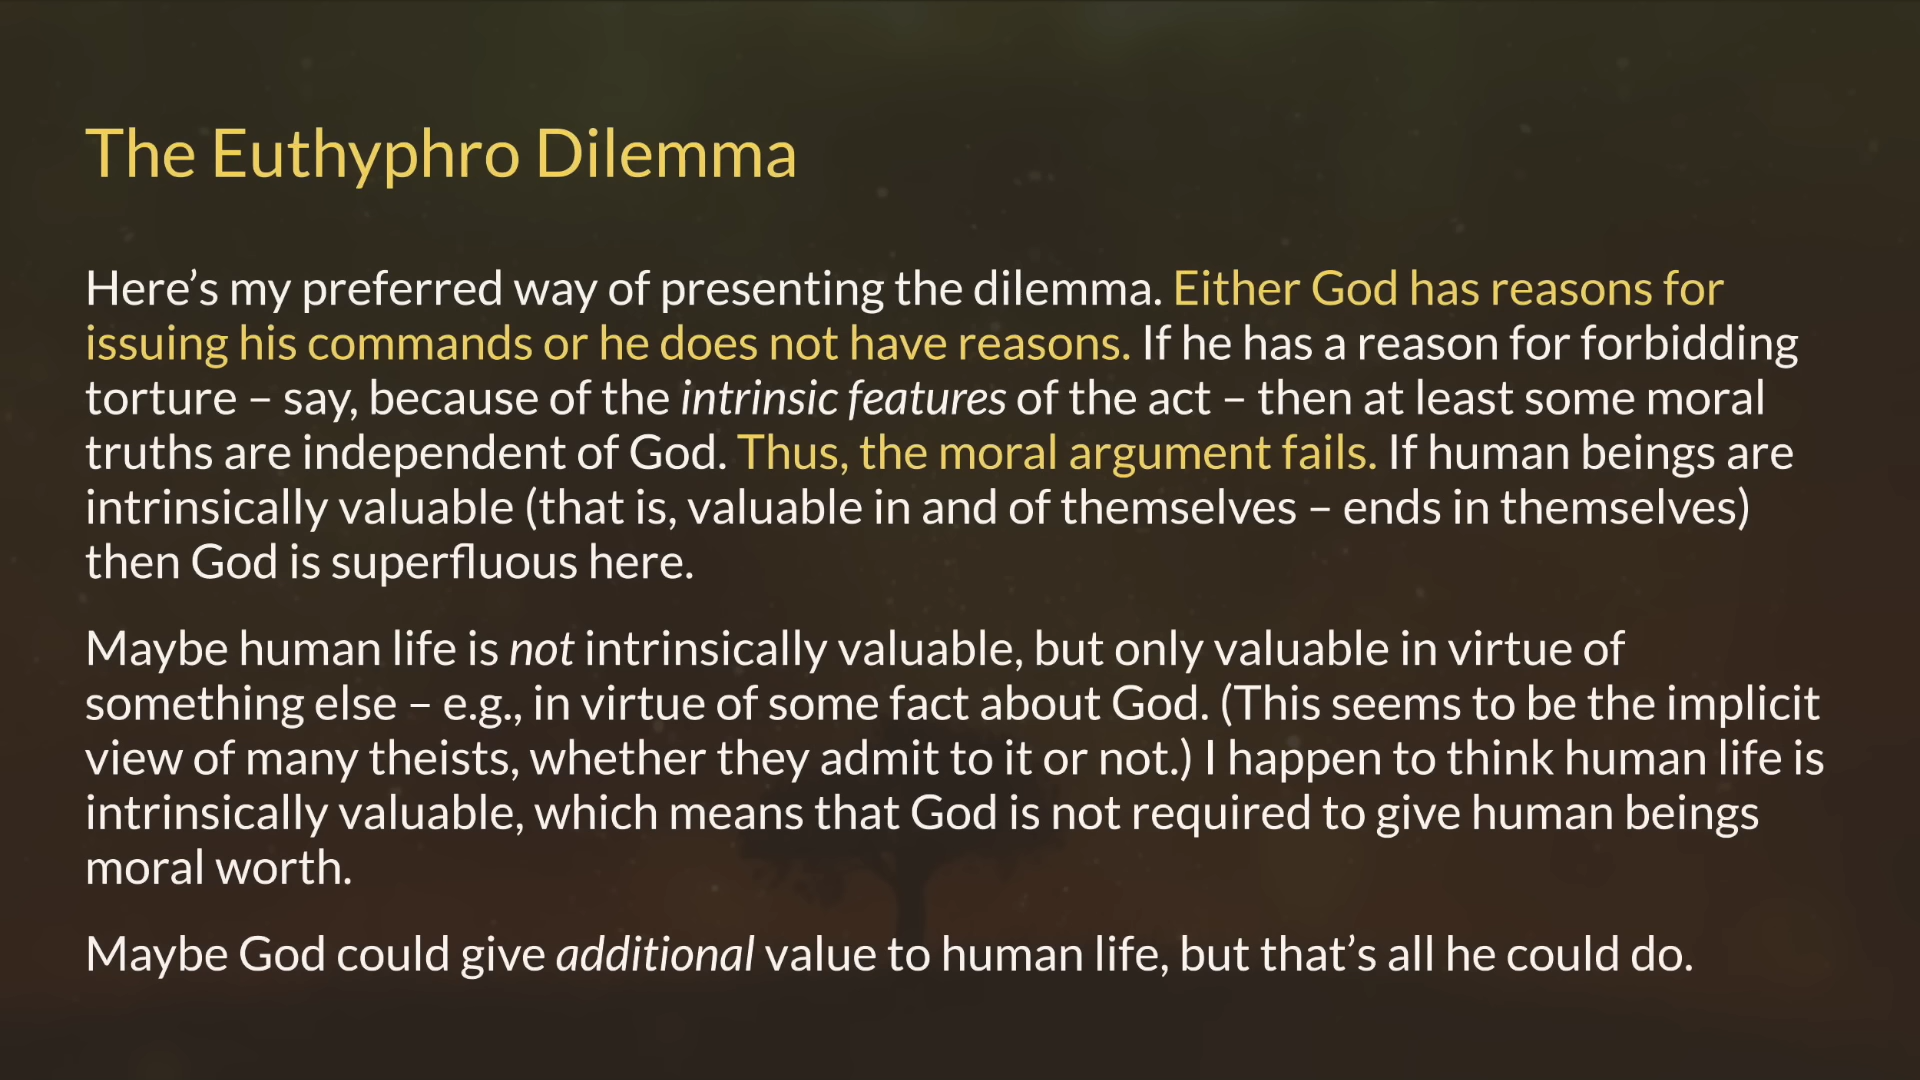 The Euthyphro Dilemma
Here’s my preferred way of presenting the dilemma. Either God has reasons for
issuing his commands or he does not have reasons. If he has a reason for forbidding
torture – say, because of the intrinsic features of the act – then at least some moral
truths are independent of God. Thus, the moral argument fails. If human beings are
intrinsically valuable (that is, valuable in and of themselves – ends in themselves)
then God is superfluous here.
Maybe human life is not intrinsically valuable, but only valuable in virtue of
something else – e.g., in virtue of some fact about God. (This seems to be the implicit
view of many theists, whether they admit to it or not.) I happen to think human life is
intrinsically valuable, which means that God is not required to give human beings
moral worth.
Maybe God could give additional value to human life, but that’s all he could do.